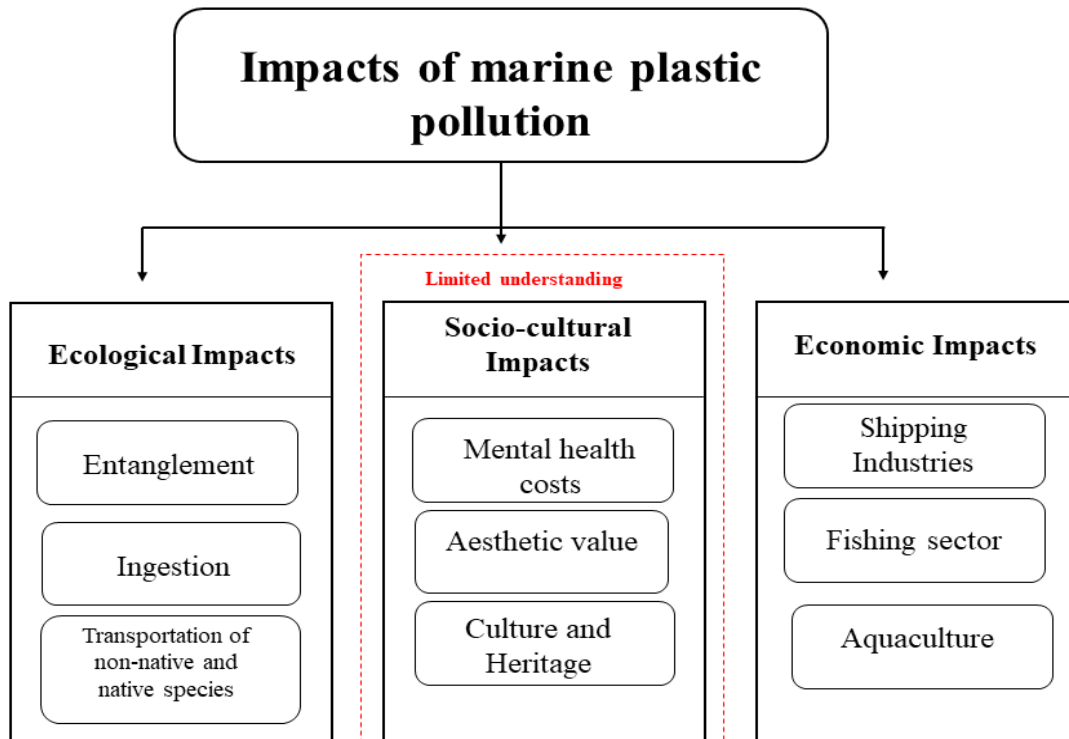 Impacts of marine plastic
pollution
Limited understanding
Ecological Impacts
Entanglement
Ingestion
Transportation of
non-native and
native species
Socio-cultural
Impacts
Mental health
costs
Aesthetic value
Culture and
Heritage
Economic Impacts
Shipping
Industries
Fishing sector
Aquaculture